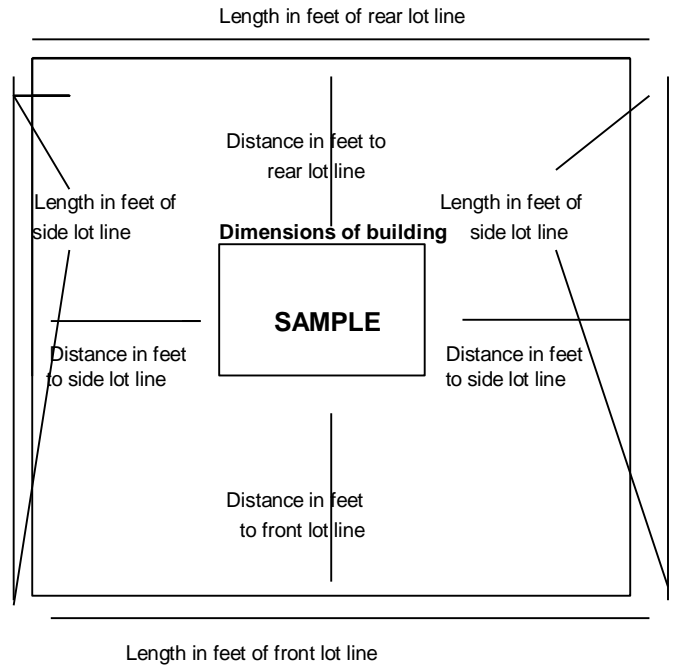 Length in feet of rear lot line
Distance in feet to
rear lot line
Length in feet of
side lot line
Length in feet of
side lot line
Dimensions of building
SAMPLE
Distance in feet
to side lot line
Distance in feet
to side lot line
Distance in feet
to front lot line
Length in feet of front lot line